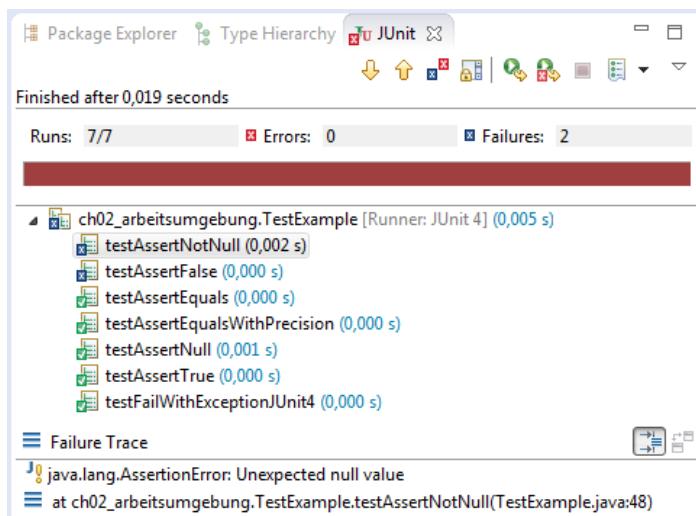 Package Explorer Type Hierarchy JUnit
Finished after 0,019 seconds
Runs: 7/7 Errors: 0 Failures: 2
ch02_arbeitsumgebung.TestExample [Runner: JUnit 4] (0,005 s)
testAssertNotNull (0,002 s)
testAssertFalse (0,000 s)
testAssertEquals (0,000 s)
testAssertEqualsWithPrecision (0,000 s)
testAssertNull (0,001 s)
testAssertTrue (0,000 s)
testFailWithExceptionJUnit4 (0,000 s)
Failure Trace
java.lang.AssertionError: Unexpected null value
at ch02_arbeitsumgebung.TestExample.testAssertNotNull(TestExample.java:48)